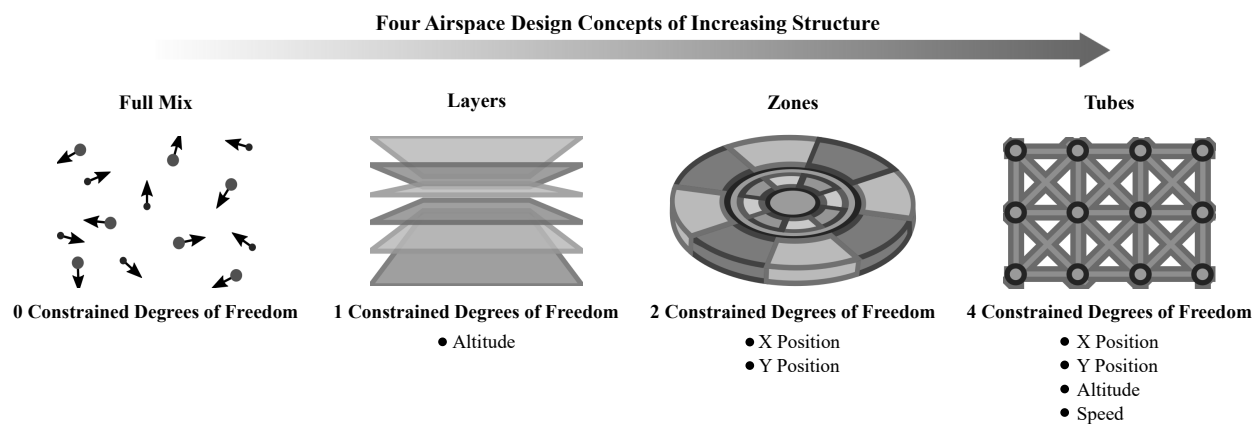 Four Airspace Design Concepts of Increasing Structure
Full Mix
Layers
Zones
Tubes
0 Constrained Degrees of Freedom
1 Constrained Degrees of Freedom
2 Constrained Degrees of Freedom
4 Constrained Degrees of Freedom
• Altitude
• X Position
• Y Position
• X Position
• Y Position
• Altitude
• Speed